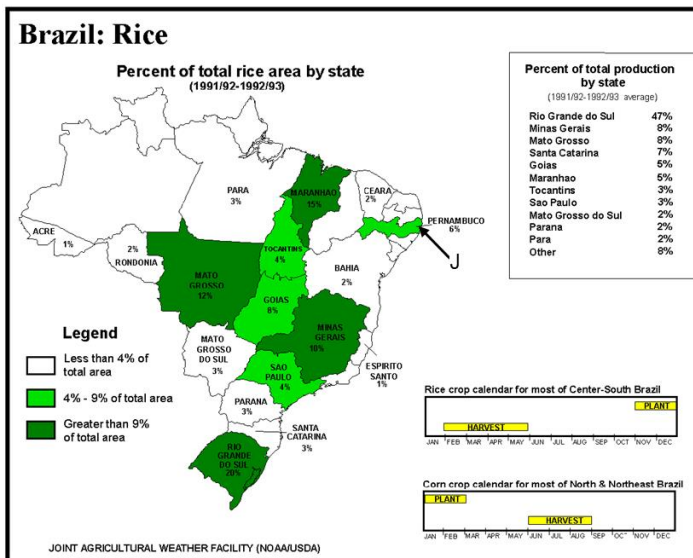 Brazil: Rice
Percent of total rice area by state
(1991/92-1992/93)
Percent of total production
by state
(1991/92-1992/93 average)
Rio Grande do Sul 47%
Minas Gerais 8%
Mato Grosso 8%
Santa Catarina 7%
Goias 5%
Maranhao 5%
Tocantins 3%
Sao Paulo 3%
Mato Grosso do Sul 2%
Parana 2%
Para 2%
Other 8%
PARA
3%
MARANHAO
15%
CEARA
2%
PERNAMBUCO
6%
J
ACRE
1%
2%
RONDONIA
TOCANTINS
4%
MATO
GROSSO
12%
BAHIA
2%
GOIAS
8%
MINAS
GERAIS
10%
MATO
GROSSO
DO SUL
3%
ESPIRITO
SANTO
1%
SAO
PAULO
4%
PARANA
3%
SANTA
CATARINA
3%
RIO
GRANDE
DO SUL
20%
Legend
Less than 4% of
total area
4% - 9% of total area
Greater than 9%
of total area
Rice crop calendar for most of Center-South Brazil
PLANT
HARVEST
JAN FEB MAR APR MAY JUN JUL AUG SEP OCT NOV DEC
Corn crop calendar for most of North & Northeast Brazil
PLANT
HARVEST
JAN FEB MAR APR MAY JUN JUL AUG SEP OCT NOV DEC
JOINT AGRICULTURAL WEATHER FACILITY (NOAA/USDA)